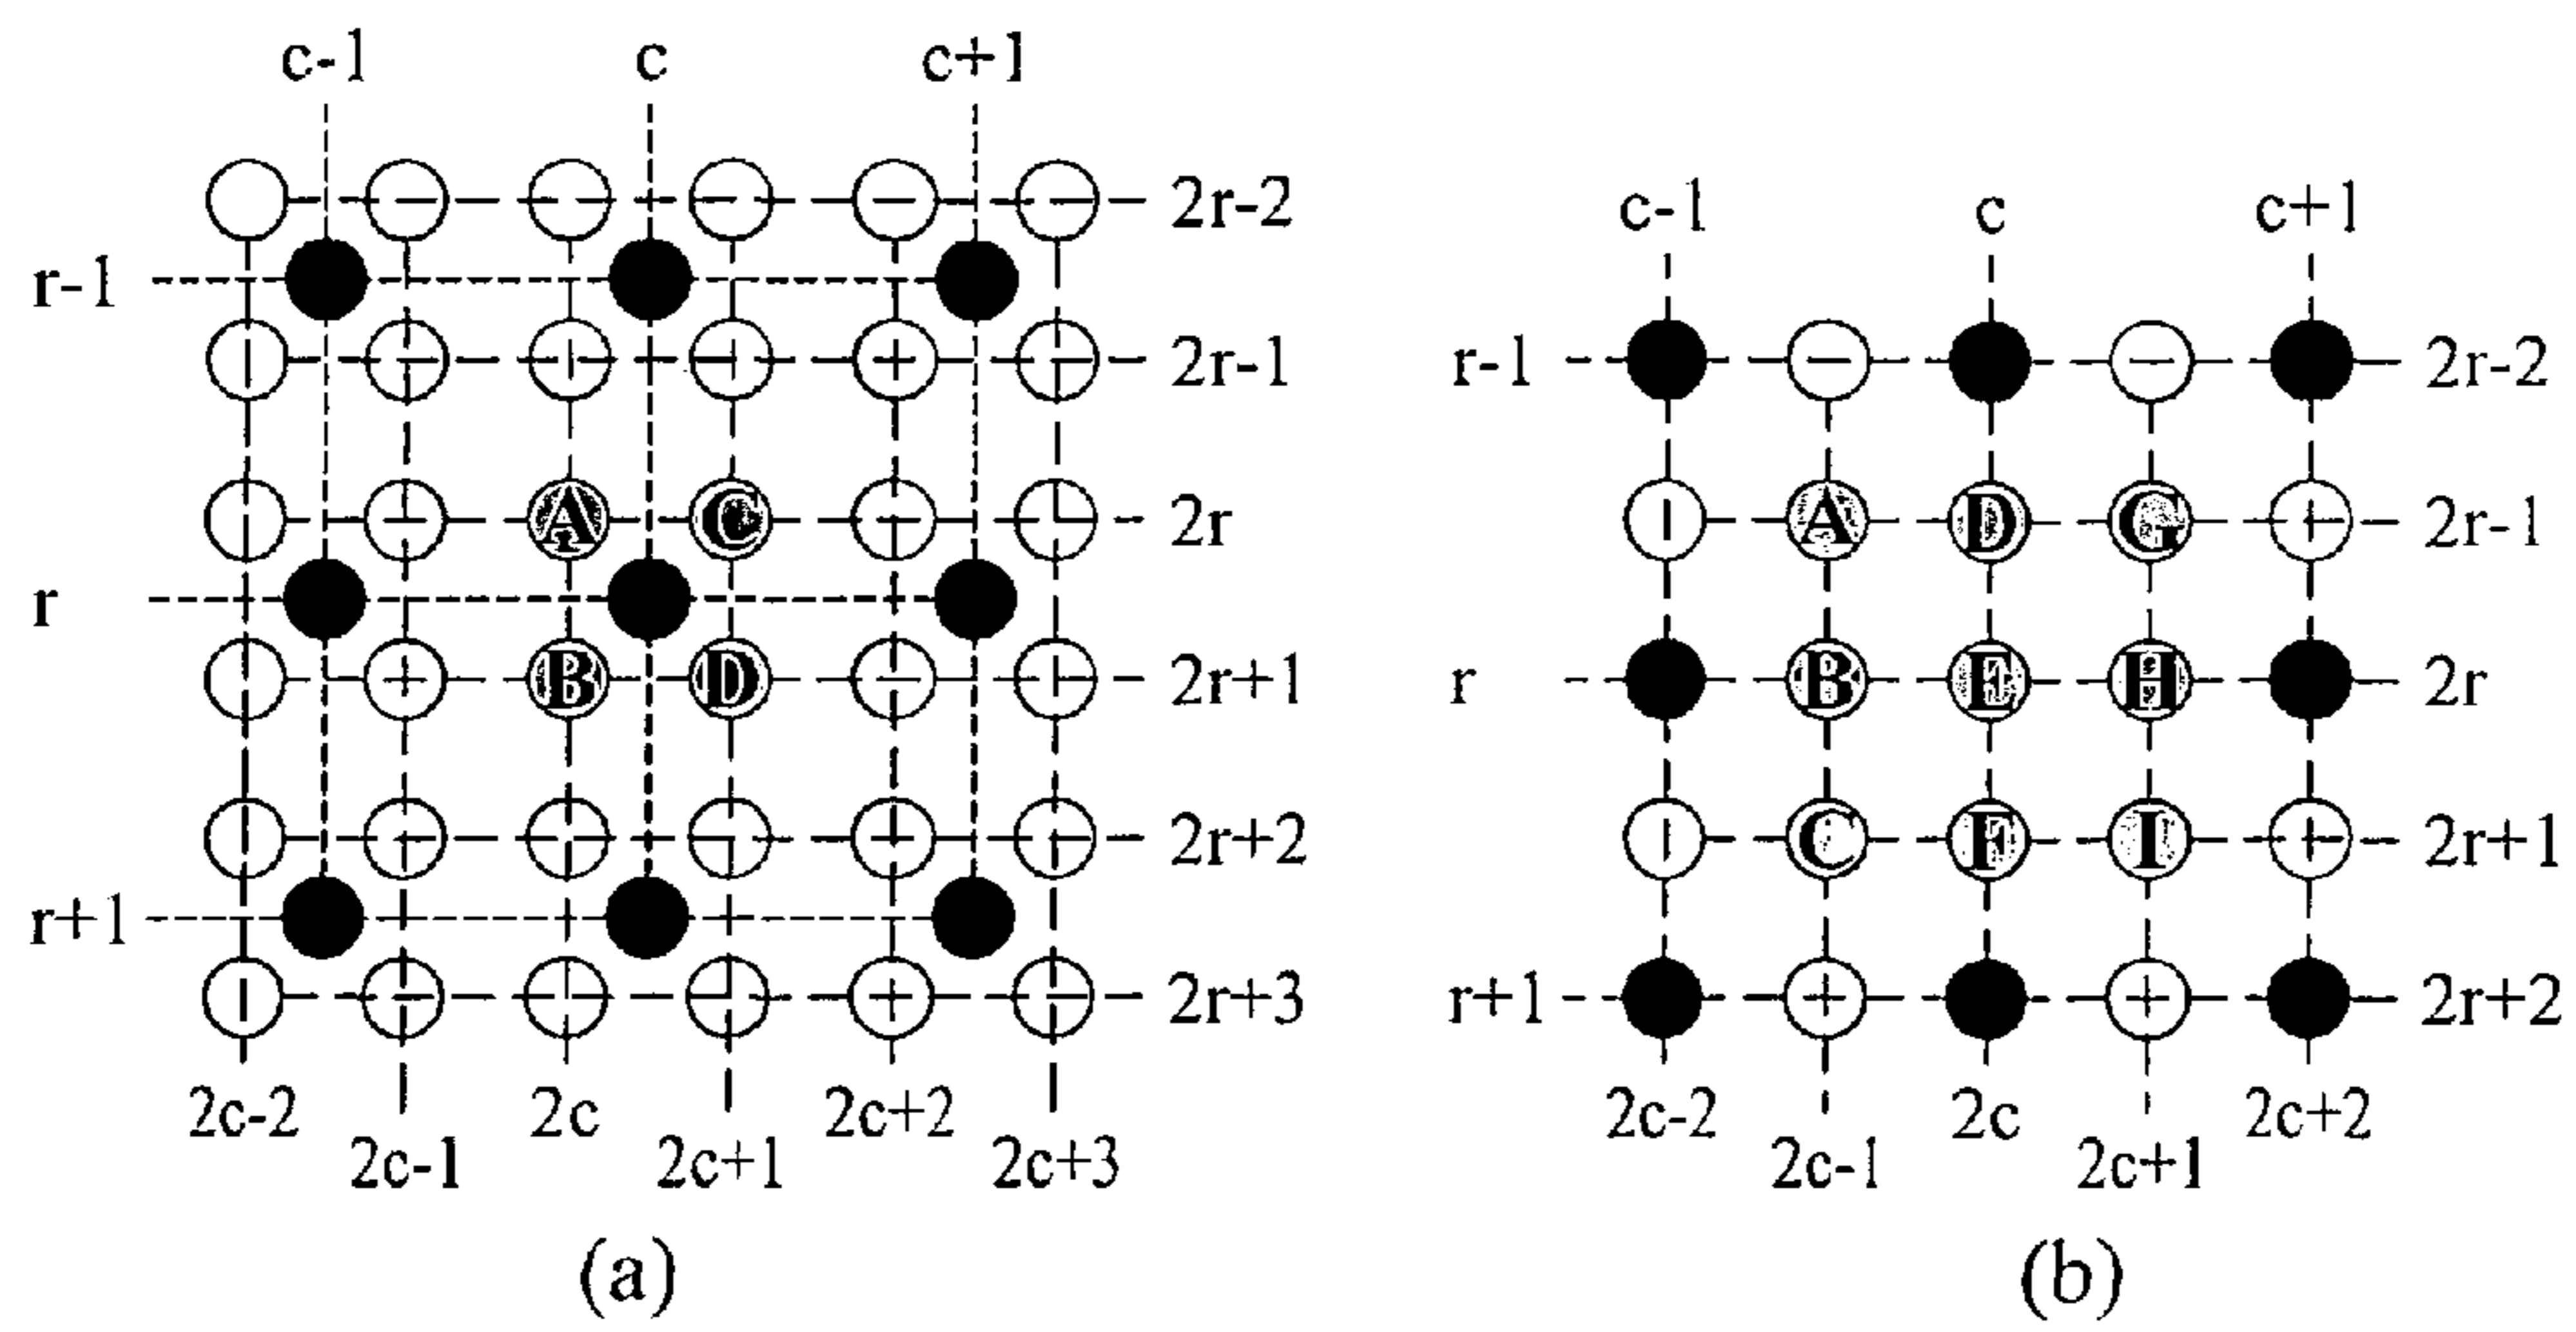 c-1 c c+1
2r-2
r-1
2r-1
A C 2r
r
B D 2r+1
2r+2
r+1
2r+3
2c-2 2c 2c+2
2c-1 2c+1 2c+3
(a)
c-1 c c+1
r-1 2r-2
A D G 2r-1
r B E H 2r
C F I 2r+1
r+1 2r+2
2c-2 2c 2c+2
2c-1 2c+1
(b)